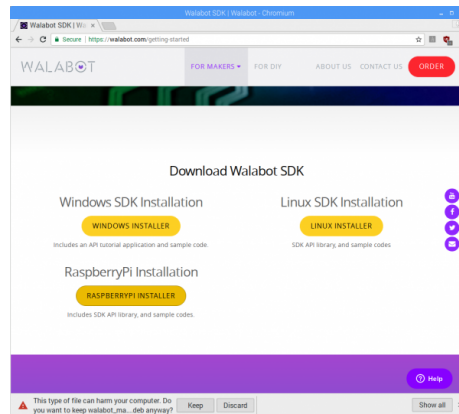 Walabot SDK | Walabot - Chromium
Walabot SDK | Wa
Secure | https://walabot.com/getting-started
WALABOT
FOR MAKERS
FOR DIY
ABOUT US
CONTACT US
ORDER
Download Walabot SDK
Windows SDK Installation
WINDOWS INSTALLER
Includes an API tutorial application and sample code.
Linux SDK Installation
LINUX INSTALLER
SDK API library, and sample codes
RaspberryPi Installation
RASPBERRYPI INSTALLER
Includes SDK API library, and sample codes.
Help
This type of file can harm your computer. Do
you want to keep walabot_ma...deb anyway?
Keep
Discard
Show all